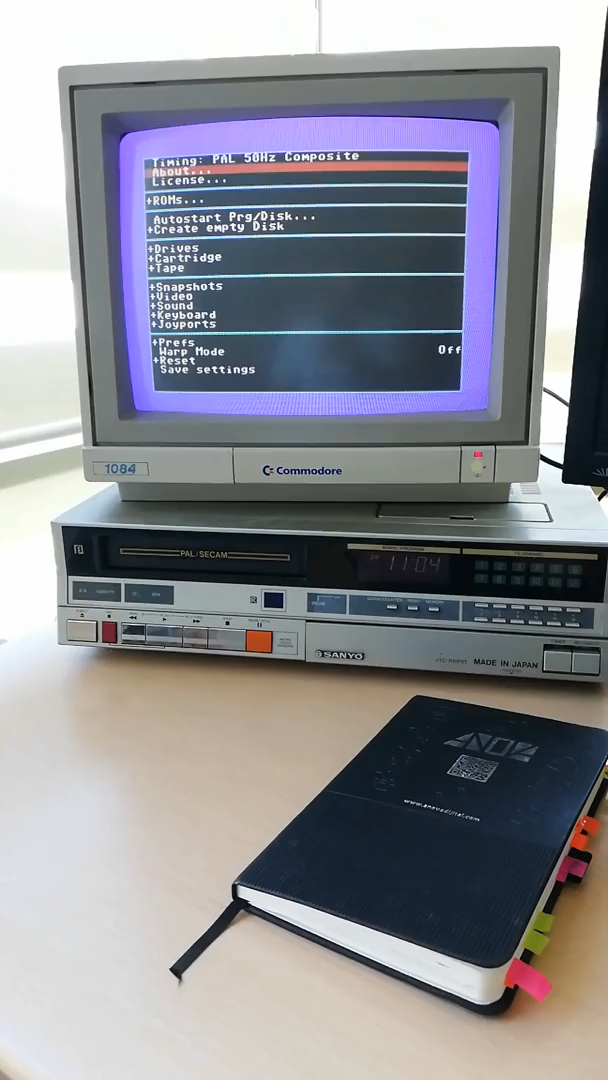 Timing: PAL 50Hz Composite
About...
License...
+ROMs...
Autostart Prg/Disk...
+Create empty Disk
+Drives
+Cartridge
+Tape
+Snapshots
+Video
+Sound
+Keyboard
+Joyports
+Prefs
Warp Mode Off
+Reset
Save settings
1084
Commodore
β PAL/SECAM
11:04
SANYO
MADE IN JAPAN
www.anovadigital.com